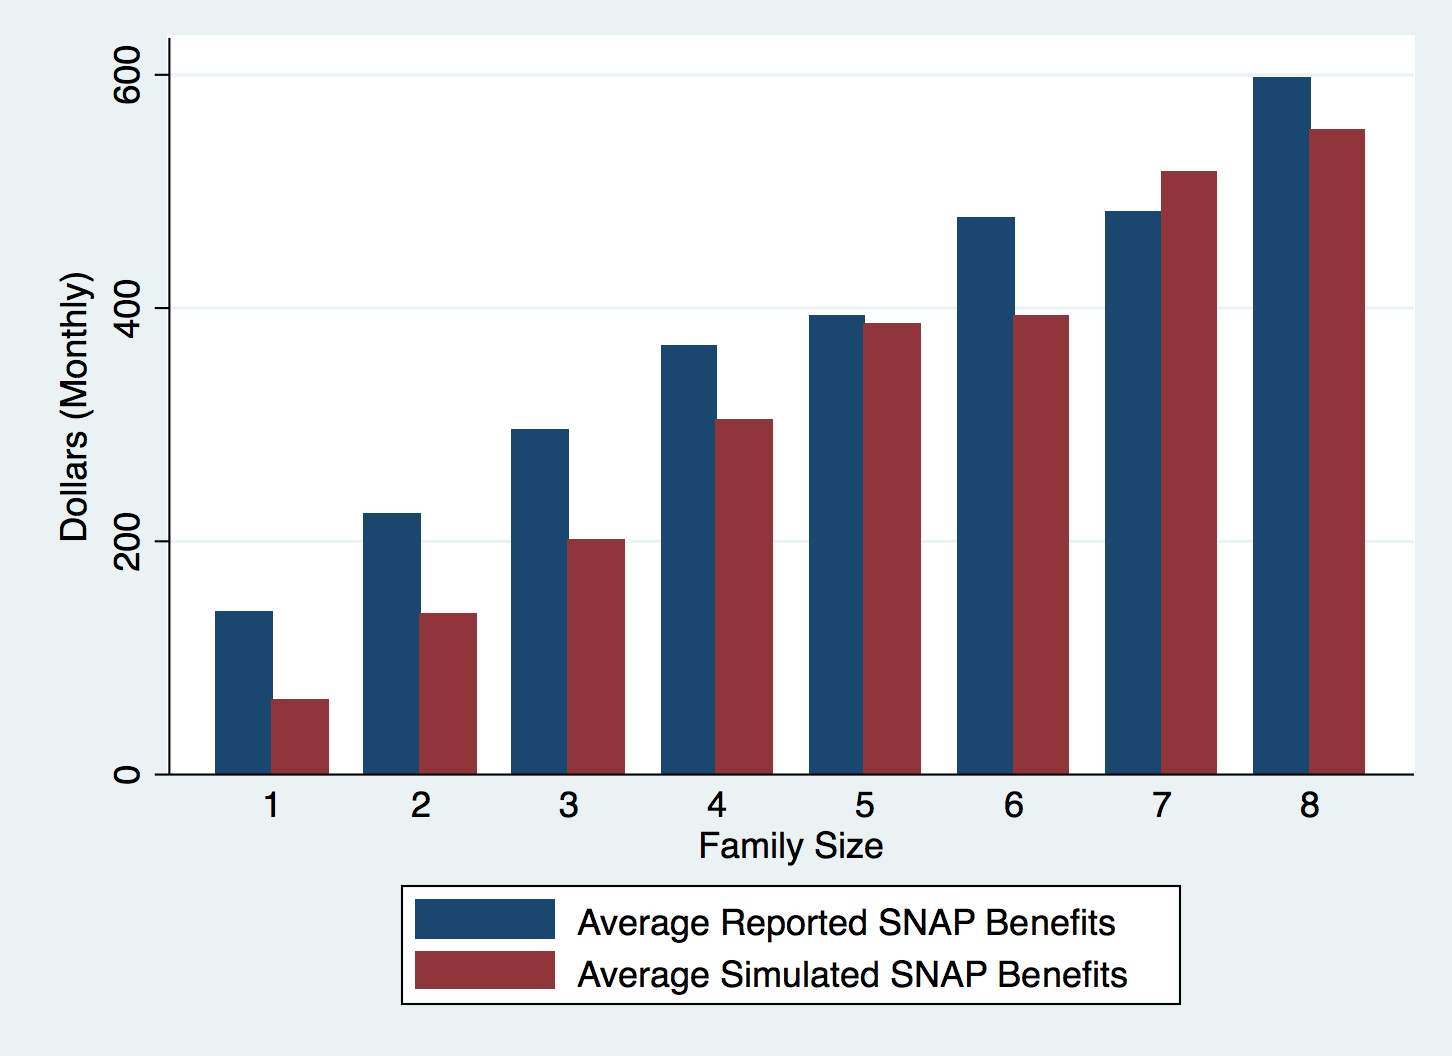 Dollars (Monthly)
600
400
200
0
1 2 3 4 5 6 7 8
Family Size
Average Reported SNAP Benefits
Average Simulated SNAP Benefits